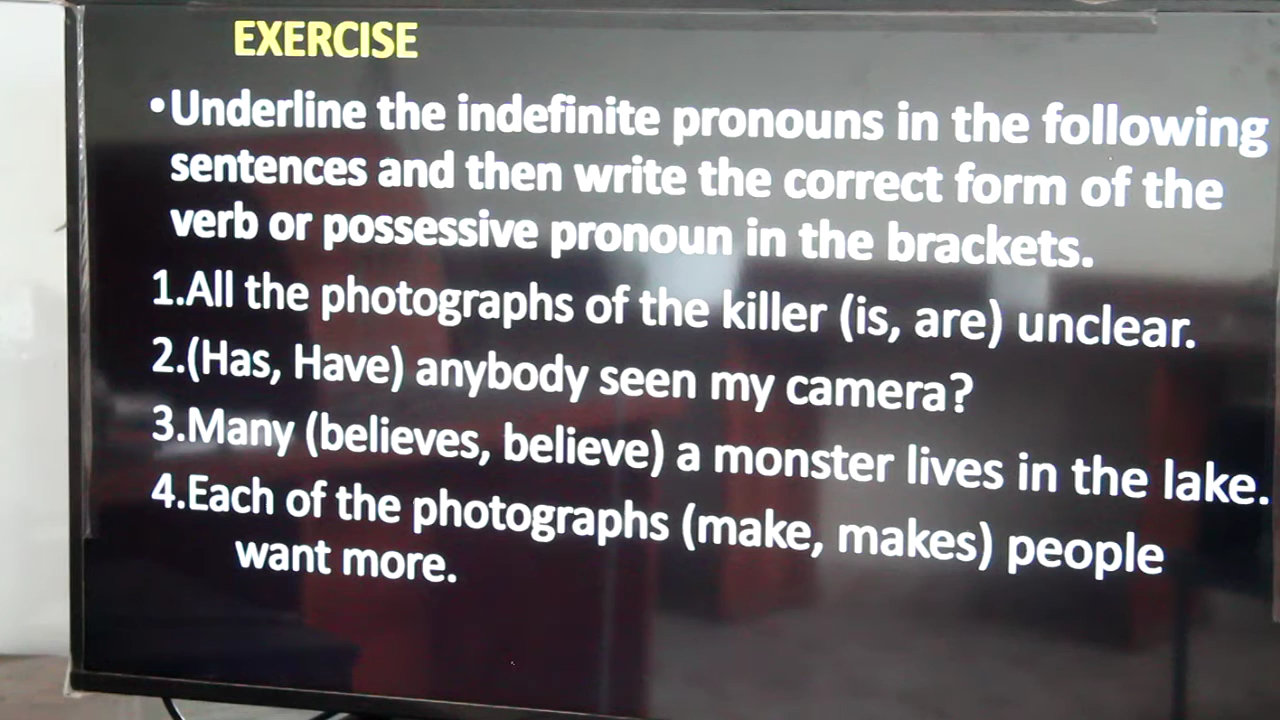 EXERCISE
•Underline the indefinite pronouns in the following
sentences and then write the correct form of the
verb or possessive pronoun in the brackets.
1.All the photographs of the killer (is, are) unclear.
2.(Has, Have) anybody seen my camera?
3.Many (believes, believe) a monster lives in the lake.
4.Each of the photographs (make, makes) people
want more.